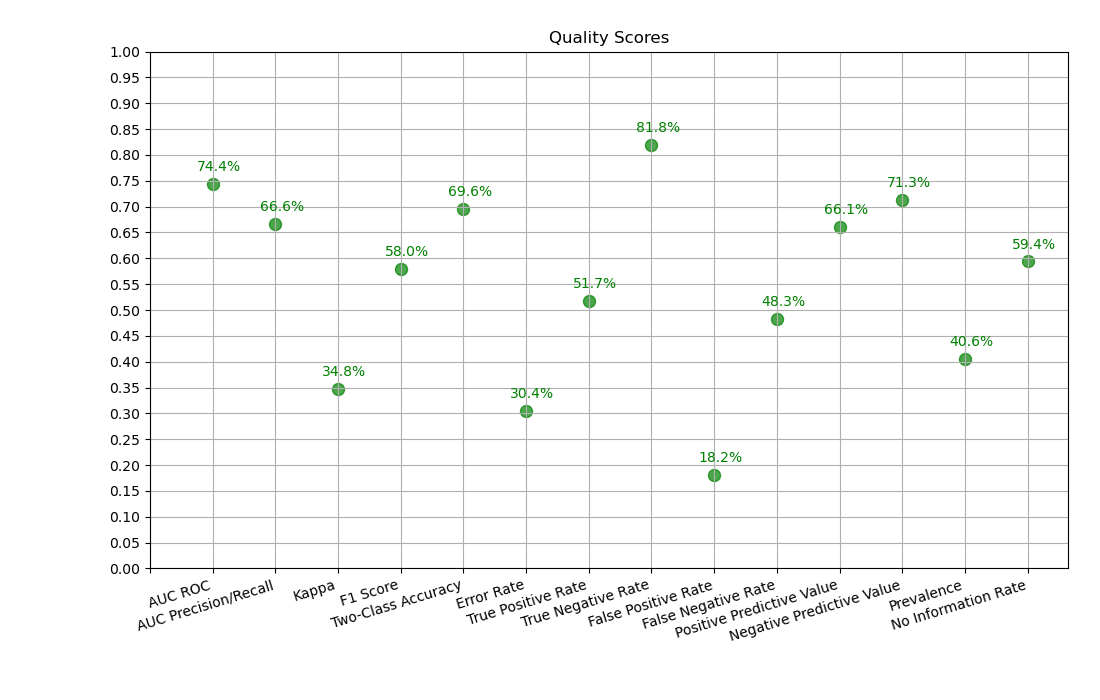 Quality Scores
1.00
0.95
0.90
0.85
0.80
0.75
0.70
0.65
0.60
0.55
0.50
0.45
0.40
0.35
0.30
0.25
0.20
0.15
0.10
0.05
0.00
74.4%
66.6%
34.8%
58.0%
69.6%
30.4%
51.7%
81.8%
18.2%
48.3%
66.1%
71.3%
40.6%
59.4%
AUC ROC
AUC Precision/Recall
Kappa
F1 Score
Two-Class Accuracy
Error Rate
True Positive Rate
True Negative Rate
False Positive Rate
False Negative Rate
Positive Predictive Value
Negative Predictive Value
Prevalence
No Information Rate